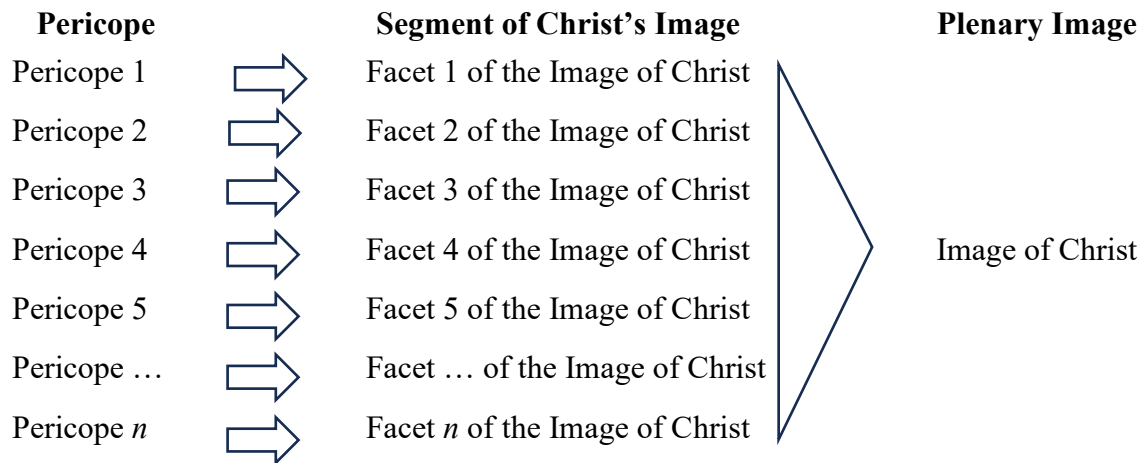 Pericope Segment of Christ’s Image Plenary Image
Pericope 1 Facet 1 of the Image of Christ
Pericope 2 Facet 2 of the Image of Christ
Pericope 3 Facet 3 of the Image of Christ
Pericope 4 Facet 4 of the Image of Christ Image of Christ
Pericope 5 Facet 5 of the Image of Christ
Pericope … Facet … of the Image of Christ
Pericope n Facet n of the Image of Christ